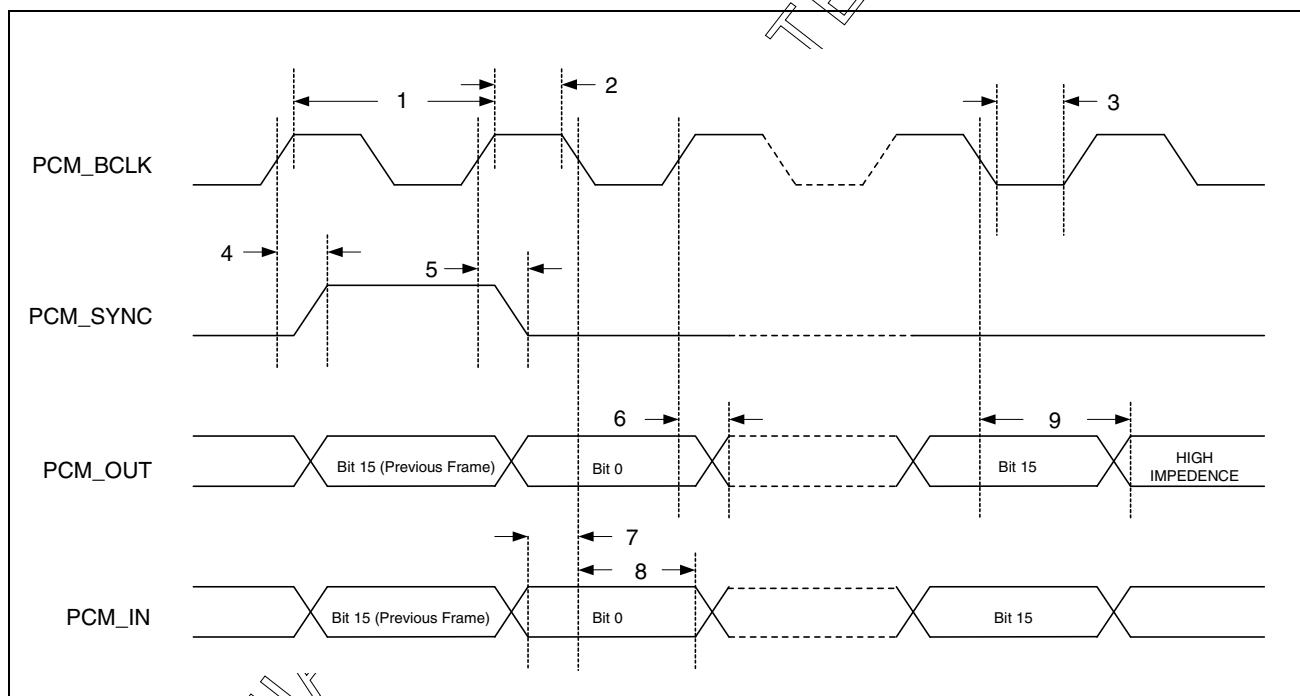 1
2
3
PCM_BCLK
4
5
PCM_SYNC
6
9
PCM_OUT
Bit 15 (Previous Frame)
Bit 0
Bit 15
HIGH
IMPEDENCE
7
8
PCM_IN
Bit 15 (Previous Frame)
Bit 0
Bit 15